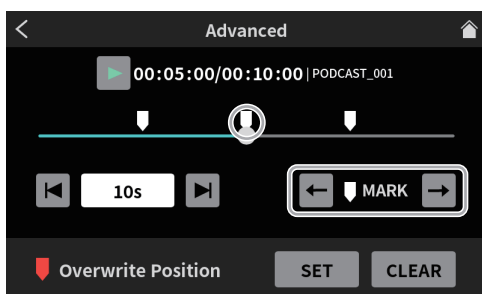 Advanced
00:05:00/00:10:00 | PODCAST_001
10s
MARK
Overwrite Position
SET
CLEAR